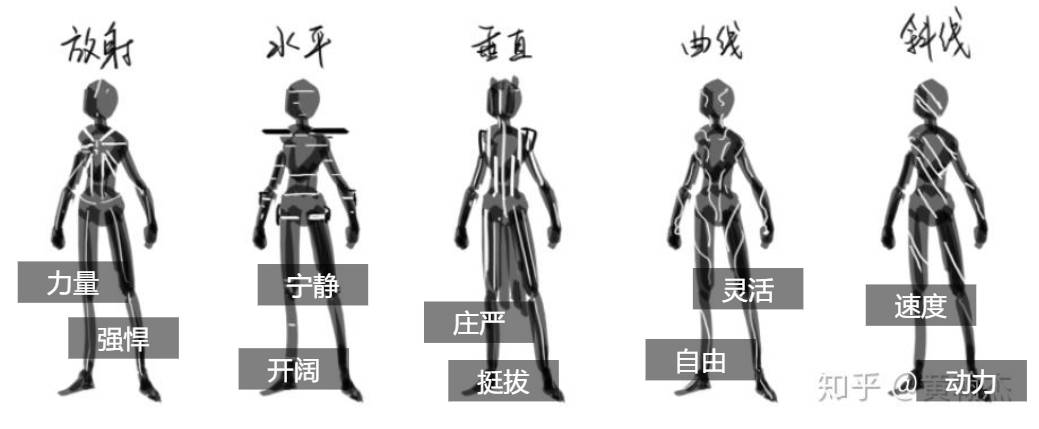 放射
水平
垂直
曲线
斜线
力量
强悍
宁静
开阔
庄严
挺拔
灵活
自由
速度
动力
知乎 @黄